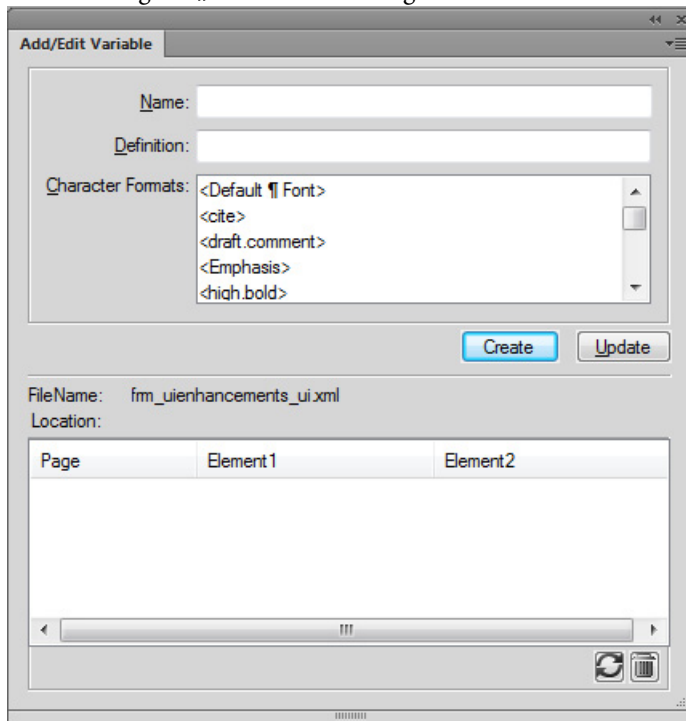 Add/Edit Variable
Name:
Definition:
Character Formats:
<Default ¶ Font>
<cite>
<draft.comment>
<Emphasis>
<high.bold>
Create Update
FileName: frm_uienhancements_ui.xml
Location:
Page Element1 Element2